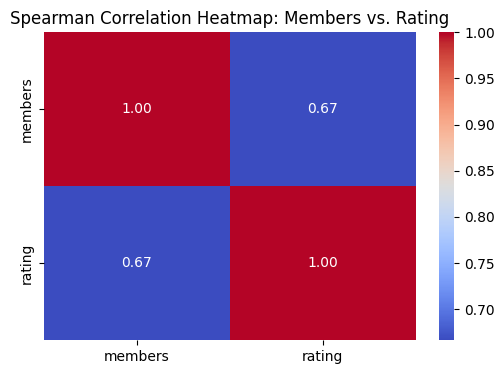 Spearman Correlation Heatmap: Members vs. Rating
members
1.00
0.67
rating
0.67
1.00
members
rating
1.00
0.95
0.90
0.85
0.80
0.75
0.70